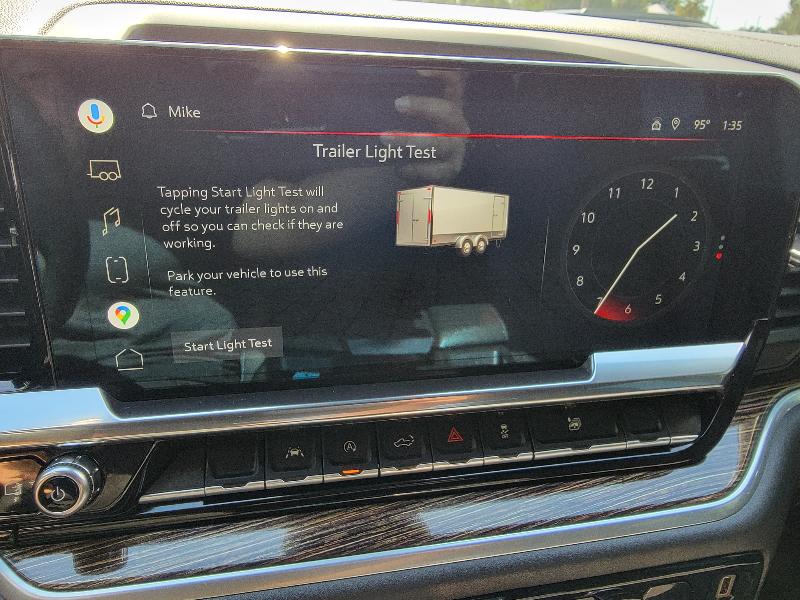 Mike
95° 1:35
Trailer Light Test
Tapping Start Light Test will
cycle your trailer lights on and
off so you can check if they are
working.
Park your vehicle to use this
feature.
Start Light Test
12
1
2
3
4
5
6
7
8
9
10
11
A